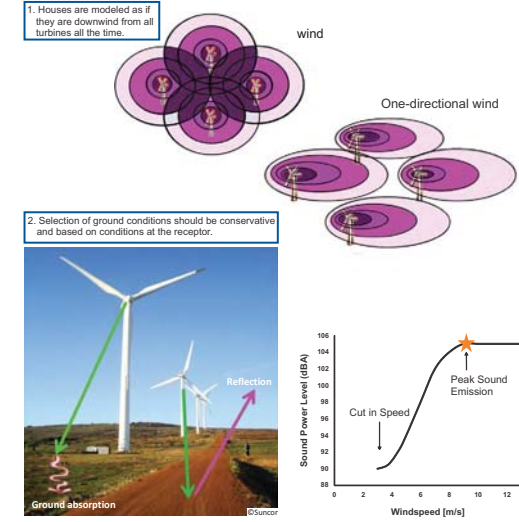 1. Houses are modeled as if
they are downwind from all
turbines all the time.
wind
One-directional wind
2. Selection of ground conditions should be conservative
and based on conditions at the receptor.
Reflection
Ground absorption
©Suncor
Sound Power Level (dBA)
106
104
102
100
98
96
94
92
90
88
Cut in Speed
Peak Sound
Emission
0 2 4 6 8 10 12
Windspeed [m/s]